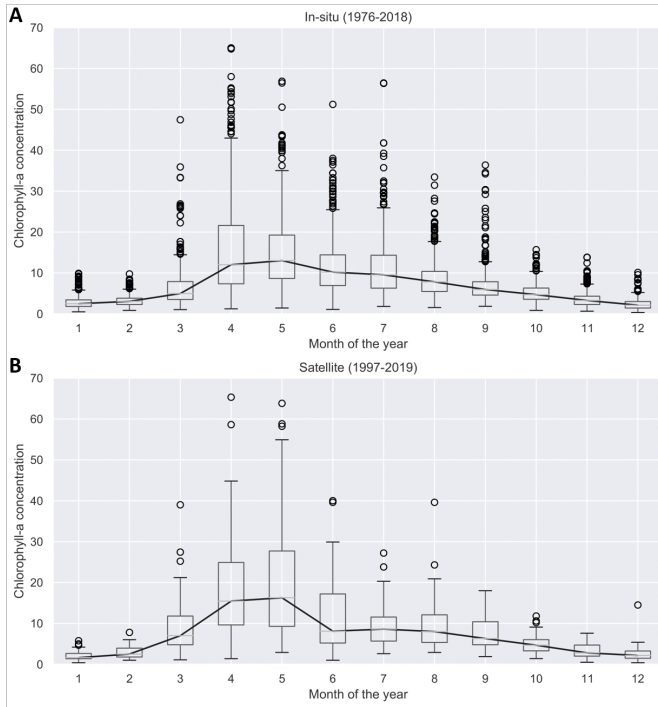 A
In-situ (1976-2018)
Chlorophyll-a concentration
70
60
50
40
30
20
10
0
1 2 3 4 5 6 7 8 9 10 11 12
Month of the year
B
Satellite (1997-2019)
Chlorophyll-a concentration
70
60
50
40
30
20
10
0
1 2 3 4 5 6 7 8 9 10 11 12
Month of the year